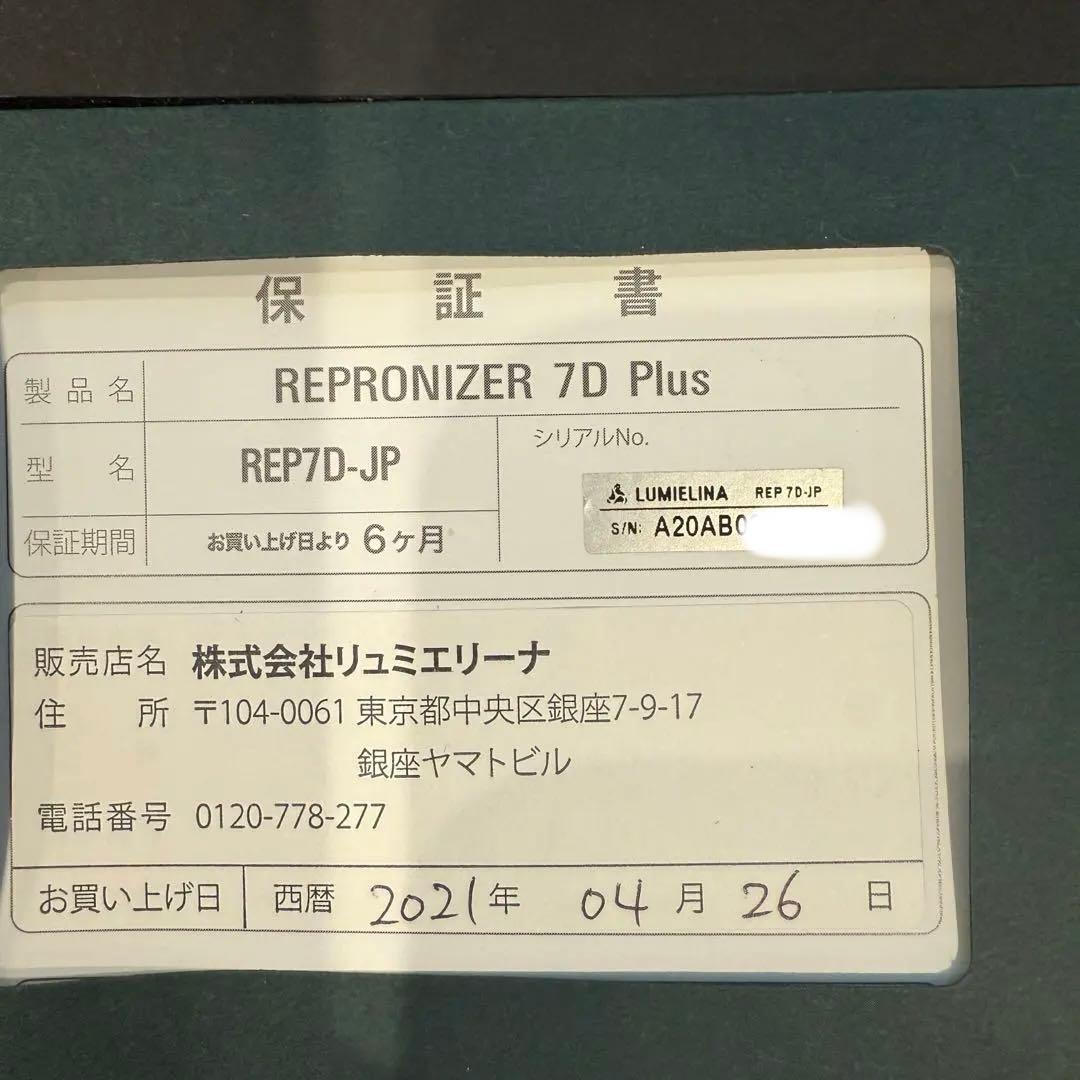 保証書
製品名 REPRONIZER 7D Plus
型名 REP7D-JP
シリアルNo.
LUMIELINA REP 7D-JP
S/N: A20AB0
保証期間 お買い上げ日より 6ヶ月
販売店名 株式会社リュミエリーナ
住所 〒104-0061 東京都中央区銀座7-9-17
銀座ヤマトビル
電話番号 0120-778-277
お買い上げ日 西暦 2021年 04月 26日